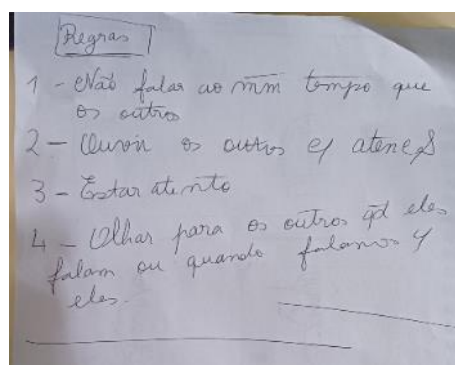 Regras
1 - Não falar ao mm tempo que
os outros
2 - Ouvir os outros c/ atenç
3 - Estar atento
4 - Olhar para os outros qd eles
falam ou quando falamos c/
eles.